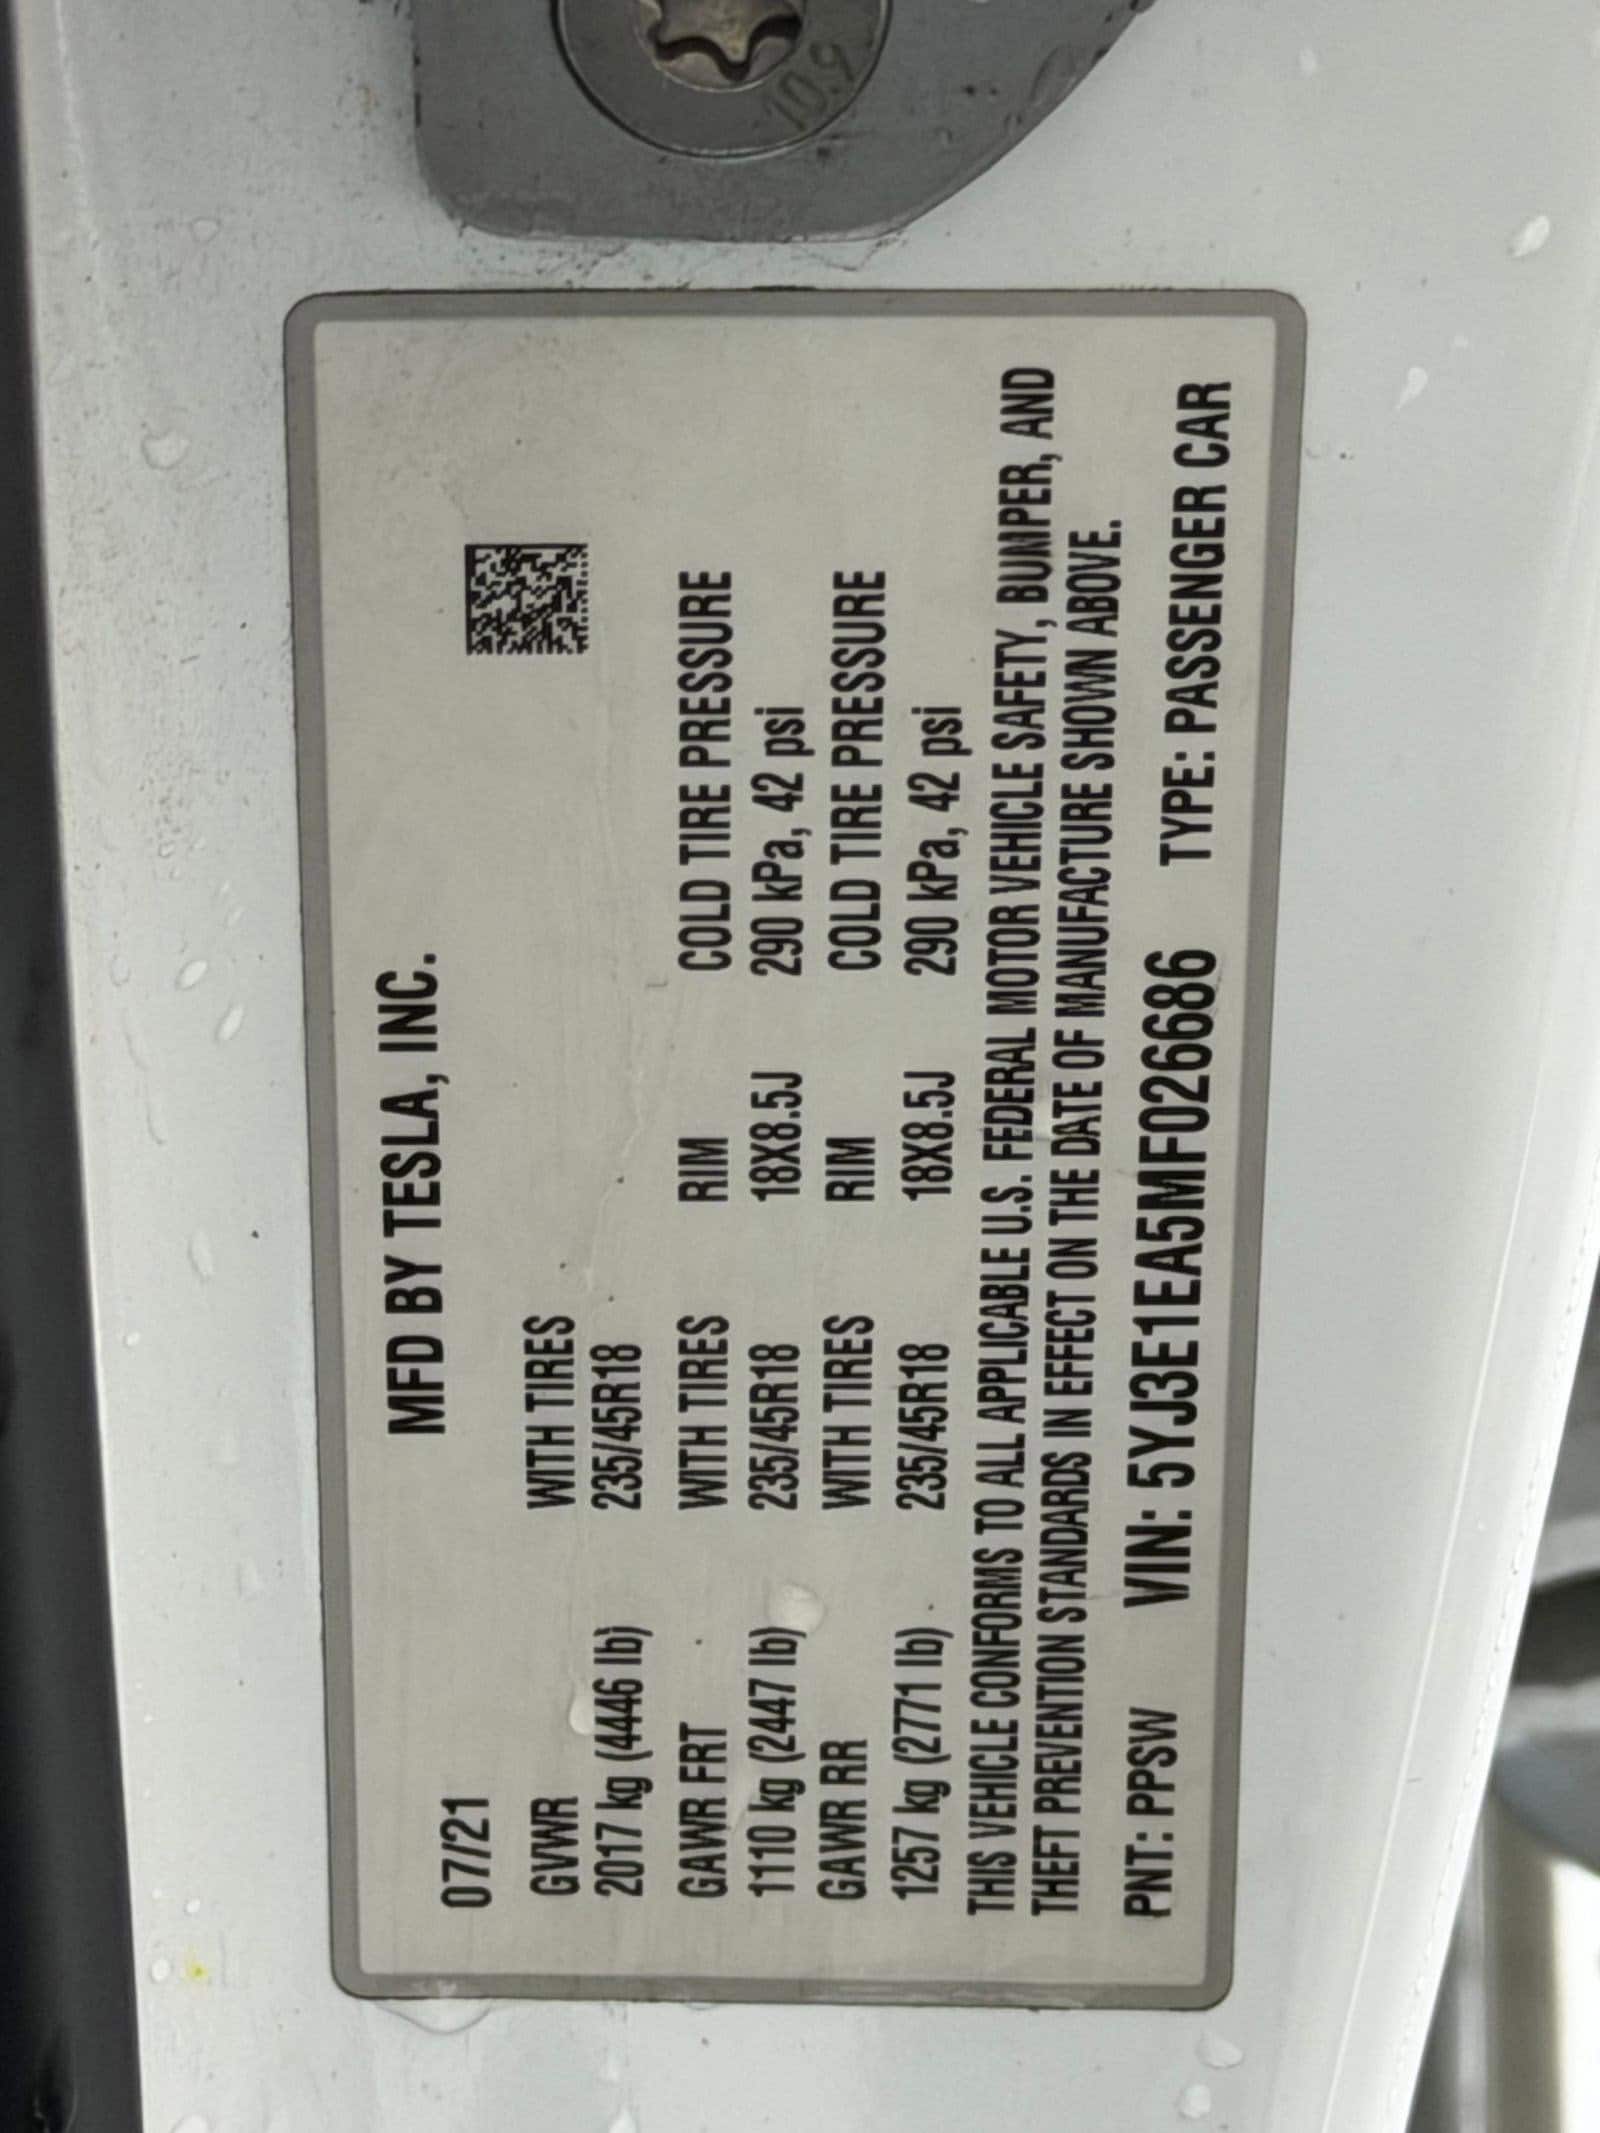 10.9
MFD BY TESLA, INC.
07/21
GVWR WITH TIRES
2017 kg (4446 lb) 235/45R18
GAWR FRT WITH TIRES RIM COLD TIRE PRESSURE
1110 kg (2447 lb) 235/45R18 18X8.5J 290 kPa, 42 psi
GAWR RR WITH TIRES RIM COLD TIRE PRESSURE
1257 kg (2771 lb) 235/45R18 18X8.5J 290 kPa, 42 psi
THIS VEHICLE CONFORMS TO ALL APPLICABLE U.S. FEDERAL MOTOR VEHICLE SAFETY, BUMPER, AND
THEFT PREVENTION STANDARDS IN EFFECT ON THE DATE OF MANUFACTURE SHOWN ABOVE.
PNT: PPSW VIN: 5YJ3E1EA5MF026686 TYPE: PASSENGER CAR